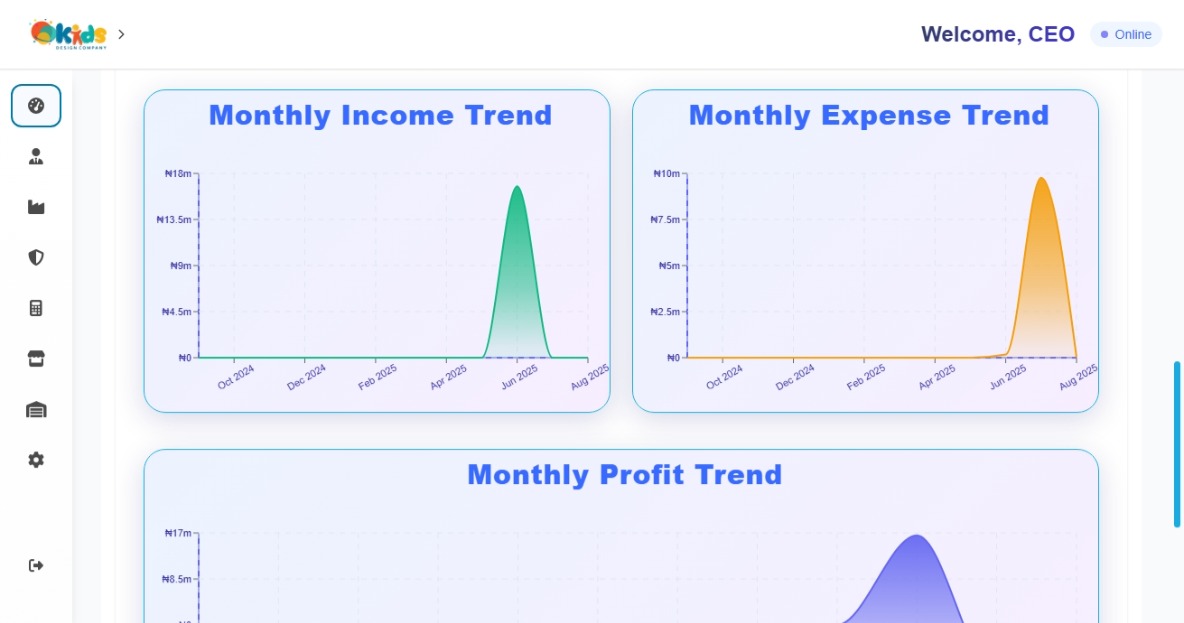 Kids
DESIGN COMPANY
Welcome, CEO
Online
Monthly Income Trend
₦18m
₦13.5m
₦9m
₦4.5m
₦0
Oct 2024
Dec 2024
Feb 2025
Apr 2025
Jun 2025
Aug 2025
Monthly Expense Trend
₦10m
₦7.5m
₦5m
₦2.5m
₦0
Oct 2024
Dec 2024
Feb 2025
Apr 2025
Jun 2025
Aug 2025
Monthly Profit Trend
₦17m
₦8.5m